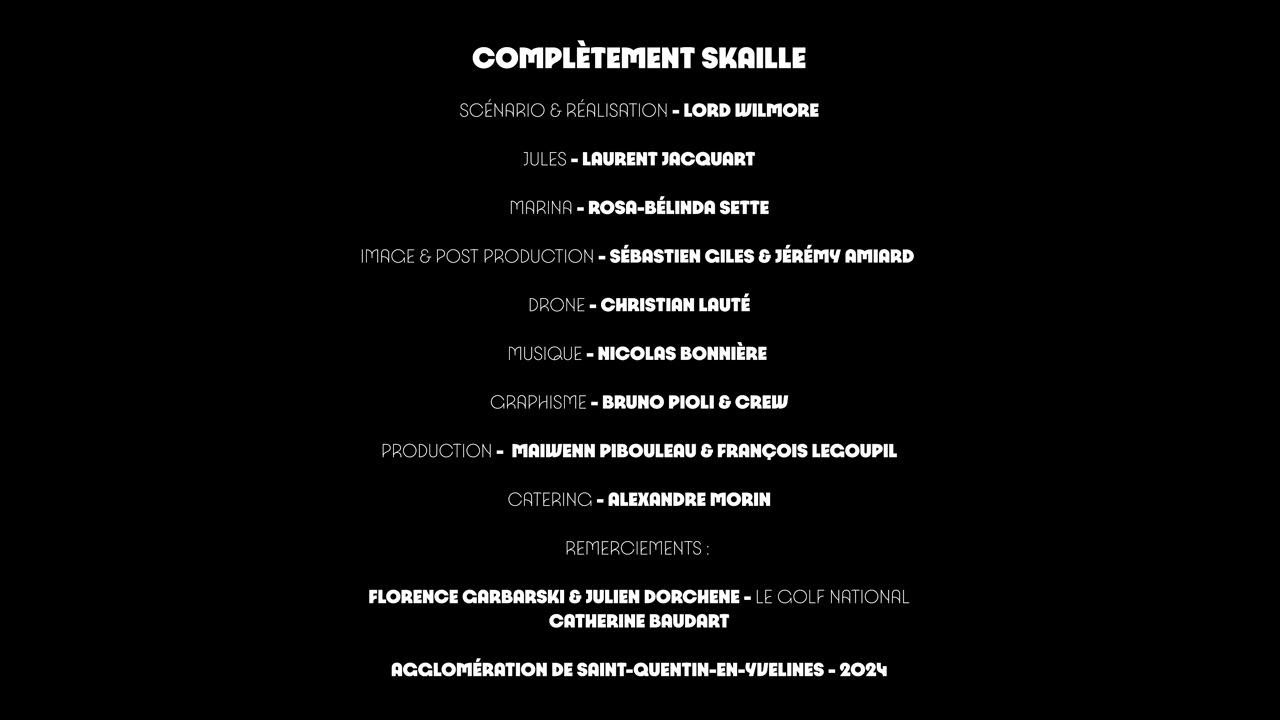 COMPLÈTEMENT SKAILLE
SCÉNARIO & RÉALISATION - LORD WILMORE
JULES - LAURENT JACQUART
MARINA - ROSA-BÉLINDA SETTE
IMAGE & POST PRODUCTION - SÉBASTIEN GILES & JÉRÉMY AMIARD
DRONE - CHRISTIAN LAUTÉ
MUSIQUE - NICOLAS BONNIÈRE
GRAPHISME - BRUNO PIOLI & CREW
PRODUCTION - MAIWENN PIBOULEAU & FRANÇOIS LEGOUPIL
CATERING - ALEXANDRE MORIN
REMERCIEMENTS :
FLORENCE GARBARSKI & JULIEN DORCHENE - LE GOLF NATIONAL
CATHERINE BAUDART
AGGLOMÉRATION DE SAINT-QUENTIN-EN-YVELINES - 2024